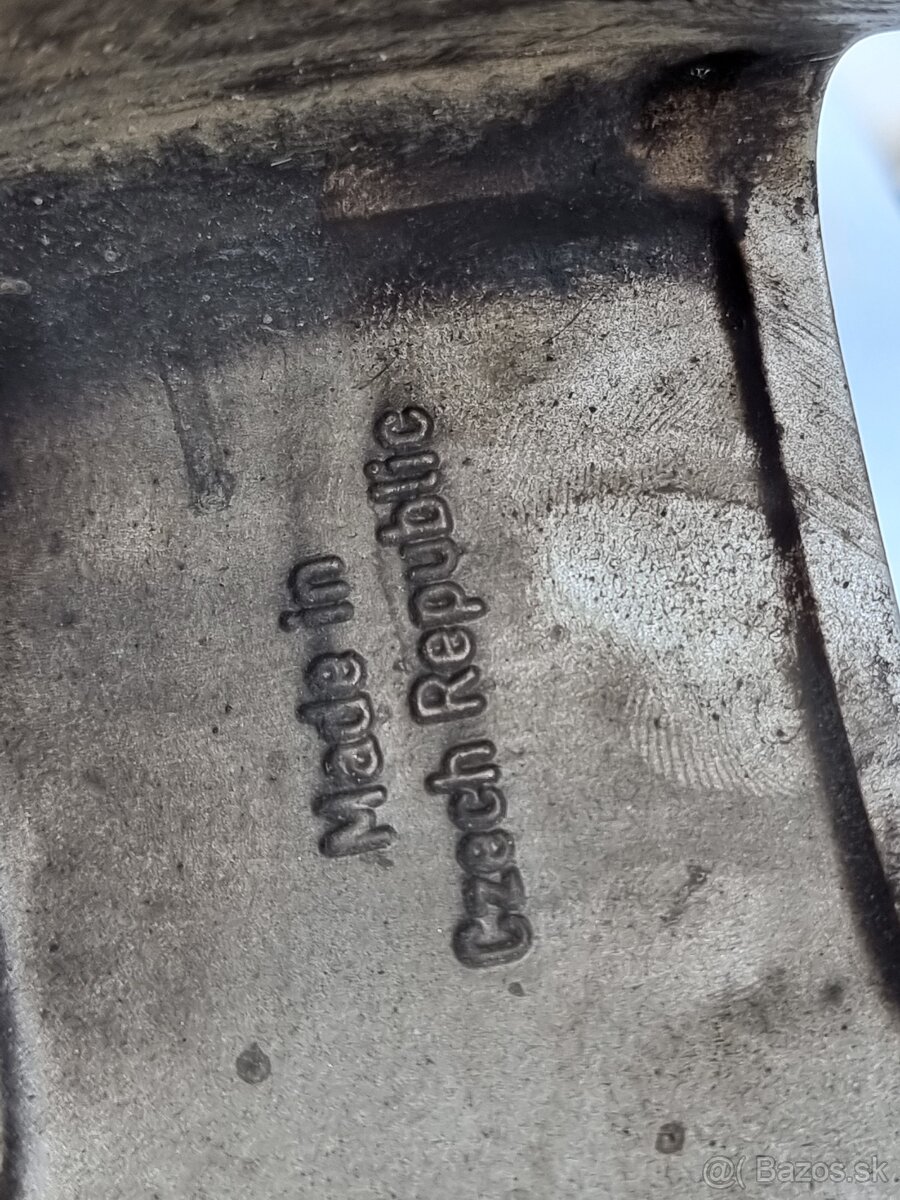 Made in
Czech Republic
@( Bazos.sk